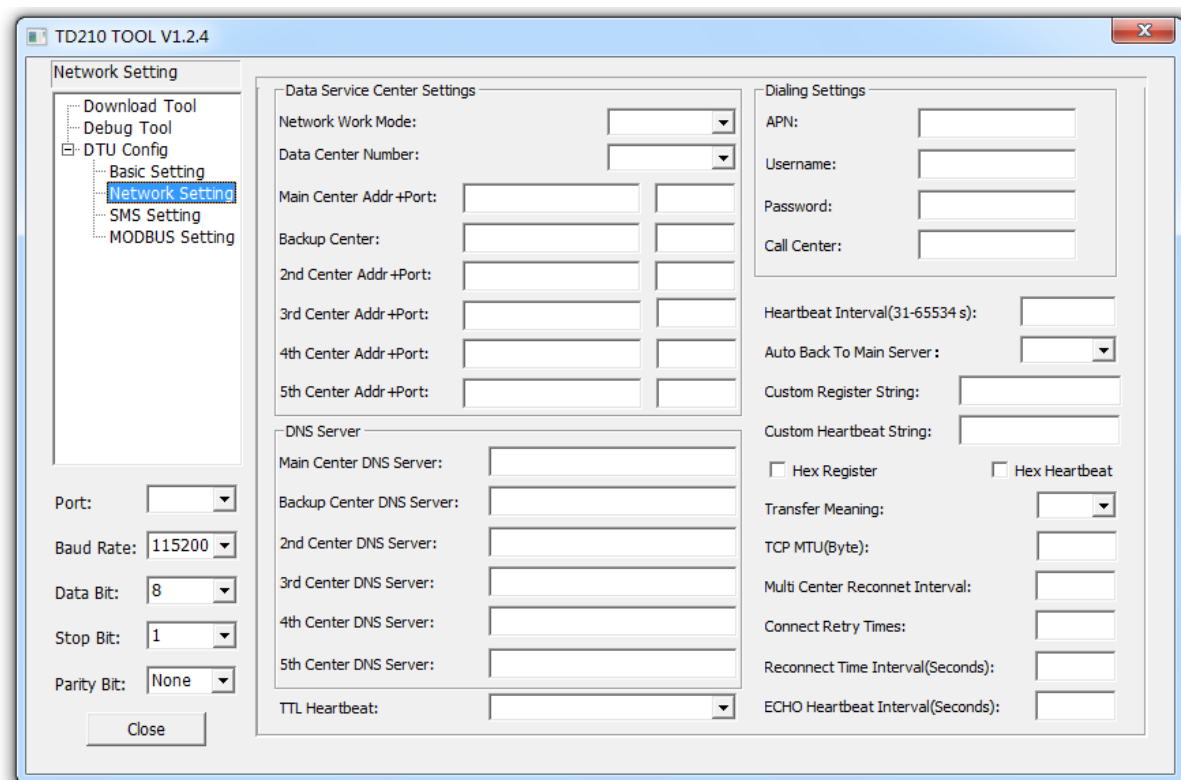 TD210 TOOL V1.2.4
Network Setting
Download Tool
Debug Tool
DTU Config
Basic Setting
Network Setting
SMS Setting
MODBUS Setting
Port:
Baud Rate: 115200
Data Bit: 8
Stop Bit: 1
Parity Bit: None
Close
Data Service Center Settings
Network Work Mode:
Data Center Number:
Main Center Addr+Port:
Backup Center:
2nd Center Addr+Port:
3rd Center Addr+Port:
4th Center Addr+Port:
5th Center Addr+Port:
DNS Server
Main Center DNS Server:
Backup Center DNS Server:
2nd Center DNS Server:
3rd Center DNS Server:
4th Center DNS Server:
5th Center DNS Server:
TTL Heartbeat:
Dialing Settings
APN:
Username:
Password:
Call Center:
Heartbeat Interval(31-65534 s):
Auto Back To Main Server:
Custom Register String:
Custom Heartbeat String:
Hex Register Hex Heartbeat
Transfer Meaning:
TCP MTU(Byte):
Multi Center Reconnet Interval:
Connect Retry Times:
Reconnect Time Interval(Seconds):
ECHO Heartbeat Interval(Seconds):